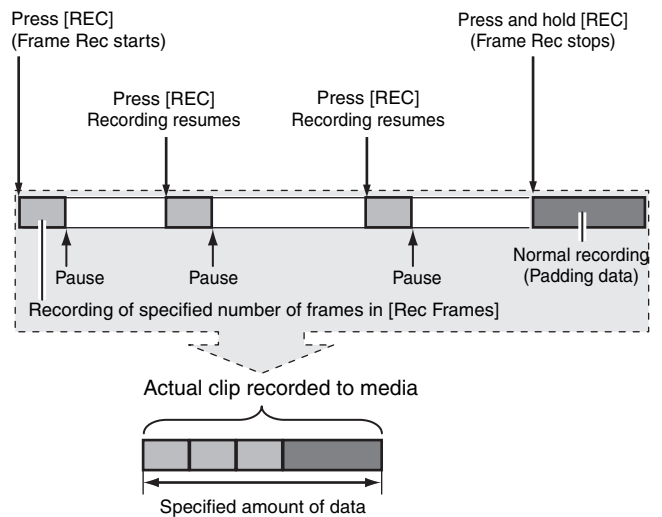 Press [REC]
(Frame Rec starts)
Press and hold [REC]
(Frame Rec stops)
Press [REC]
Recording resumes
Press [REC]
Recording resumes
Pause
Pause
Pause
Normal recording
(Padding data)
Recording of specified number of frames in [Rec Frames]
Actual clip recorded to media
Specified amount of data